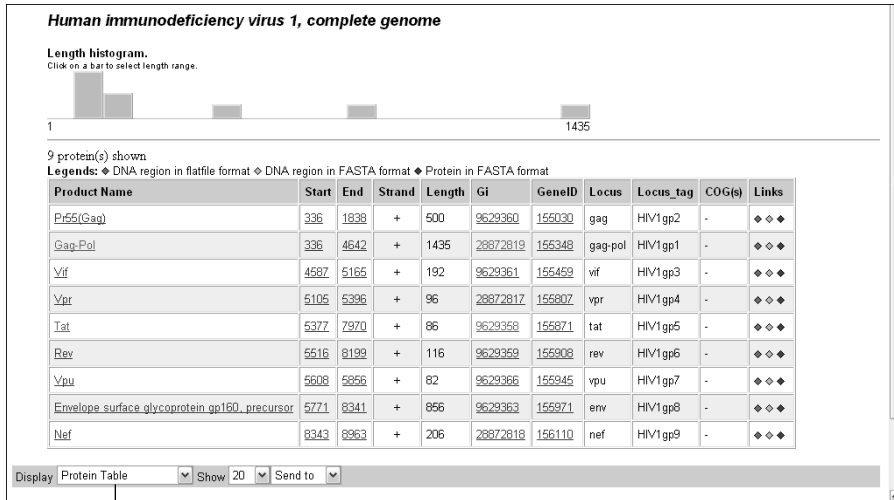 Human immunodeficiency virus 1, complete genome
Length histogram.
Click on a bar to select length range.
1 1435
9 protein(s) shown
Legends: DNA region in flatfile format DNA region in FASTA format Protein in FASTA format
Product Name Start End Strand Length Gi GeneID Locus Locus_tag COG(s) Links
Pr55(Gag) 336 1838 + 500 9629360 155030 gag HIV1gp2 -
Gag-Pol 336 4642 + 1435 28872819 155348 gag-pol HIV1gp1 -
Vif 4587 5165 + 192 9629361 155459 vif HIV1gp3 -
Vpr 5105 5396 + 96 28872817 155807 vpr HIV1gp4 -
Tat 5377 7970 + 86 9629358 155871 tat HIV1gp5 -
Rev 5516 8199 + 116 9629359 155908 rev HIV1gp6 -
Vpu 5608 5856 + 82 9629366 155945 vpu HIV1gp7 -
Envelope surface glycoprotein gp160, precursor 5771 8341 + 856 9629363 155971 env HIV1gp8 -
Nef 8343 8963 + 206 28872818 156110 nef HIV1gp9 -
Display Protein Table Show 20 Send to